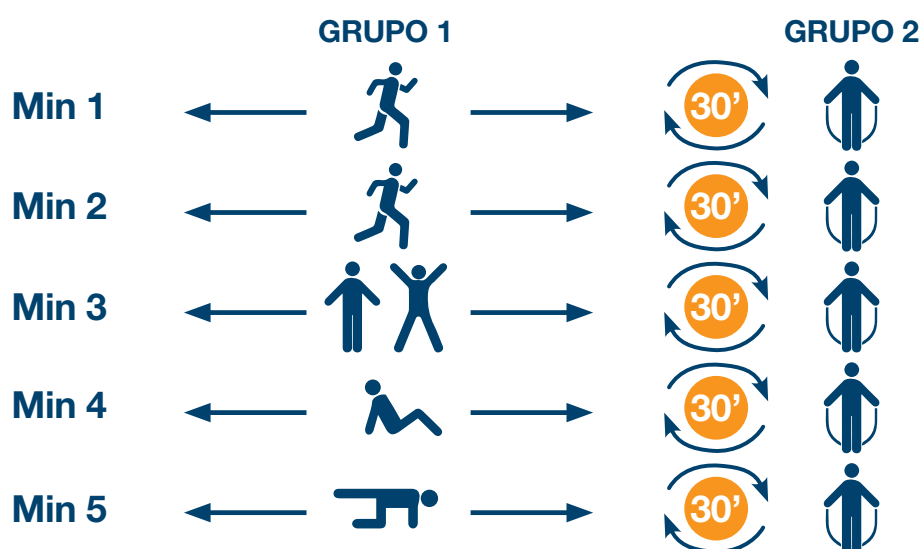 GRUPO 1 GRUPO 2
Min 1 30’
Min 2 30’
Min 3 30’
Min 4 30’
Min 5 30’